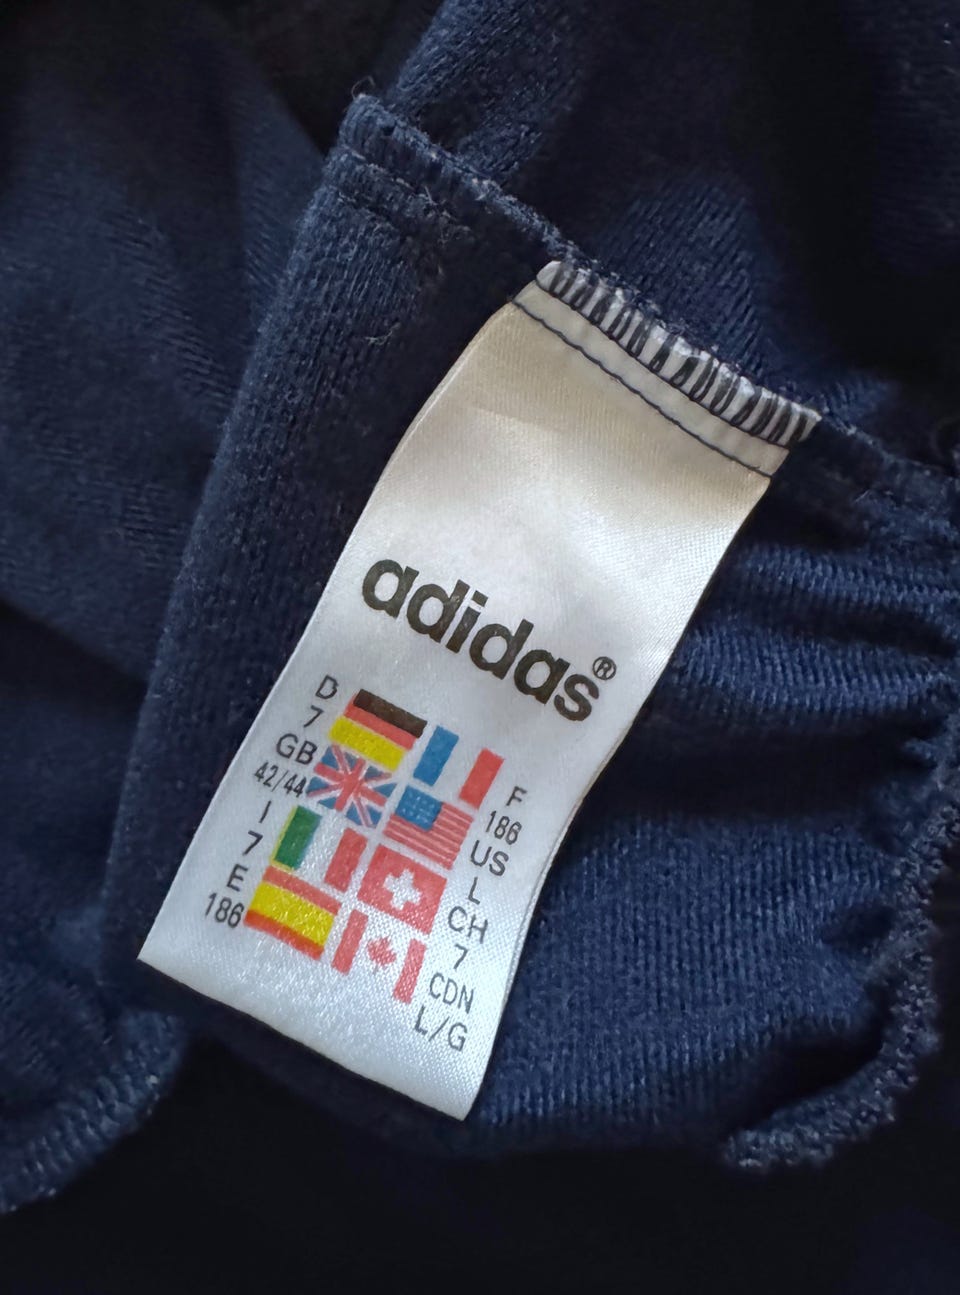 adidas®
D
7
GB
42/44
I
7
E
186
F
186
US
L
CH
7
CDN
L/G